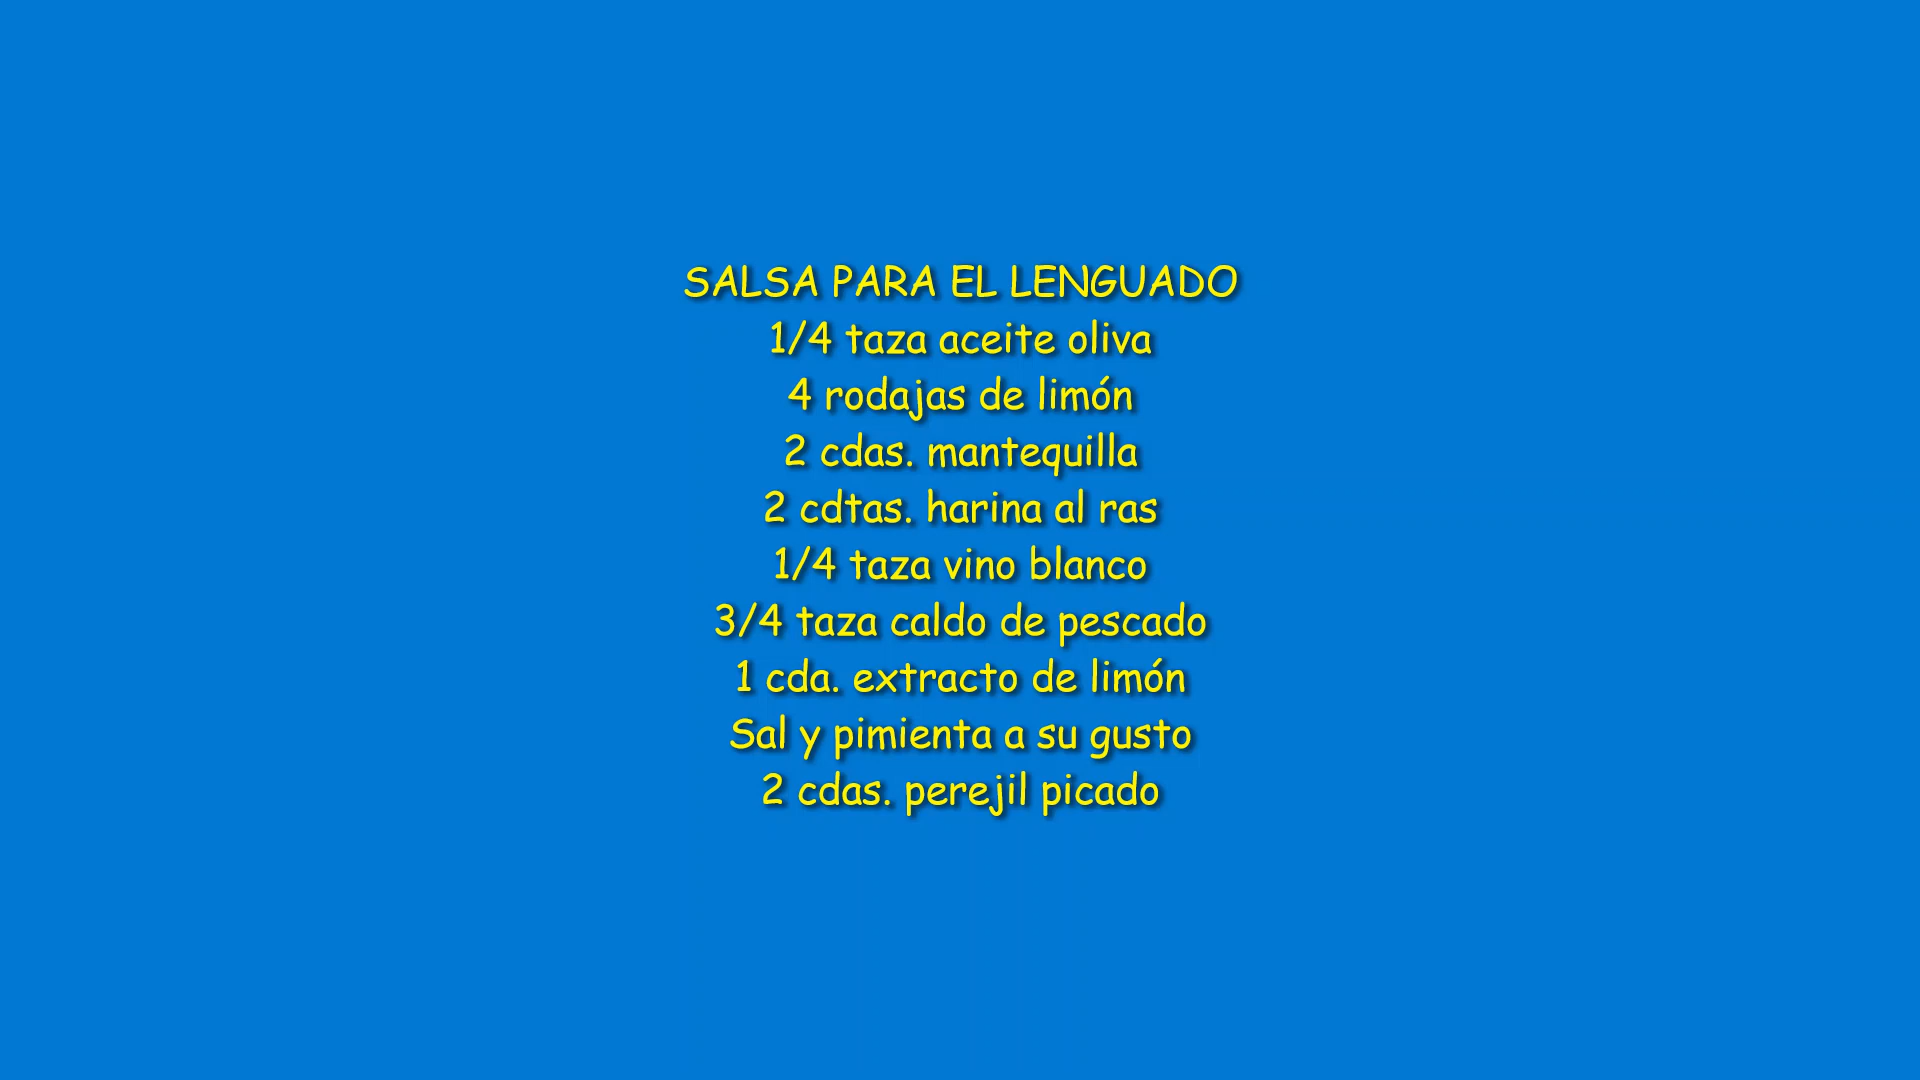 SALSA PARA EL LENGUADO
1/4 taza aceite oliva
4 rodajas de limón
2 cdas. mantequilla
2 cdtas. harina al ras
1/4 taza vino blanco
3/4 taza caldo de pescado
1 cda. extracto de limón
Sal y pimienta a su gusto
2 cdas. perejil picado